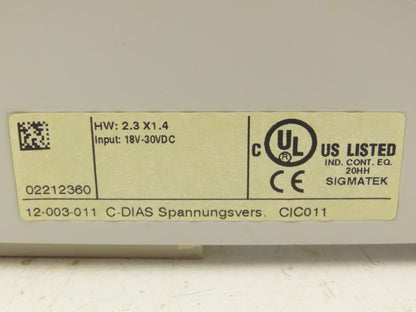 HW: 2.3 X1.4
Input: 18V-30VDC
02212360
C UL ® US LISTED
IND. CONT. EQ.
20HH
CE SIGMATEK
12-003-011 C-DIAS Spannungsvers. CIC011